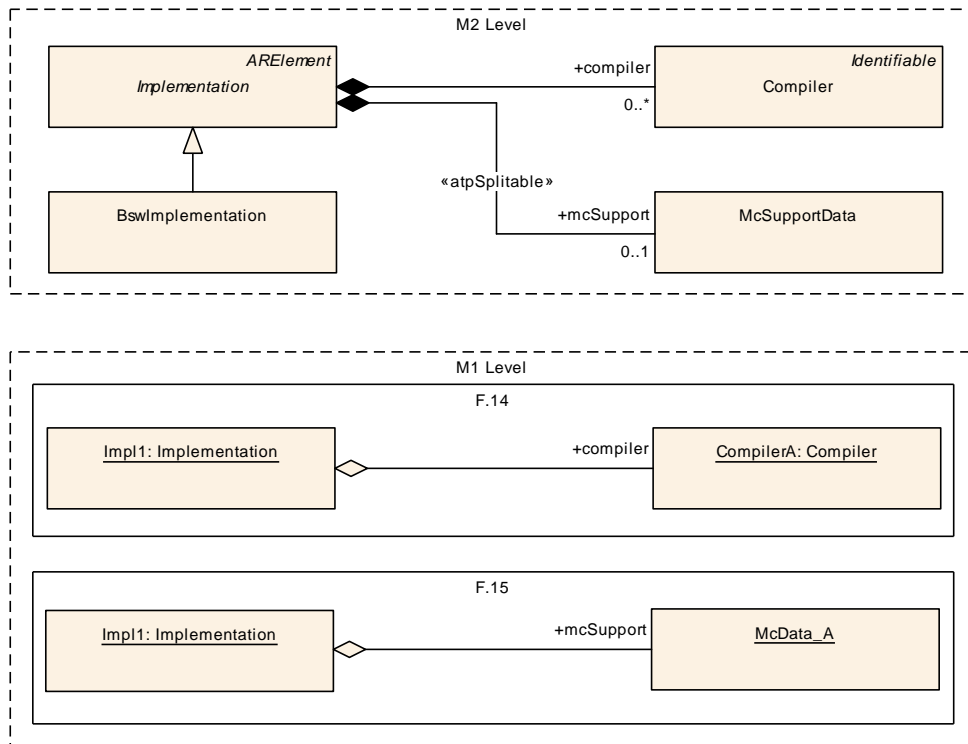 M2 Level
ARElement
Implementation
+compiler
0..*
Identifiable
Compiler
«atpSplitable»
BswImplementation
+mcSupport
0..1
McSupportData
M1 Level
F.14
Impl1: Implementation
+compiler
CompilerA: Compiler
F.15
Impl1: Implementation
+mcSupport
McData_A